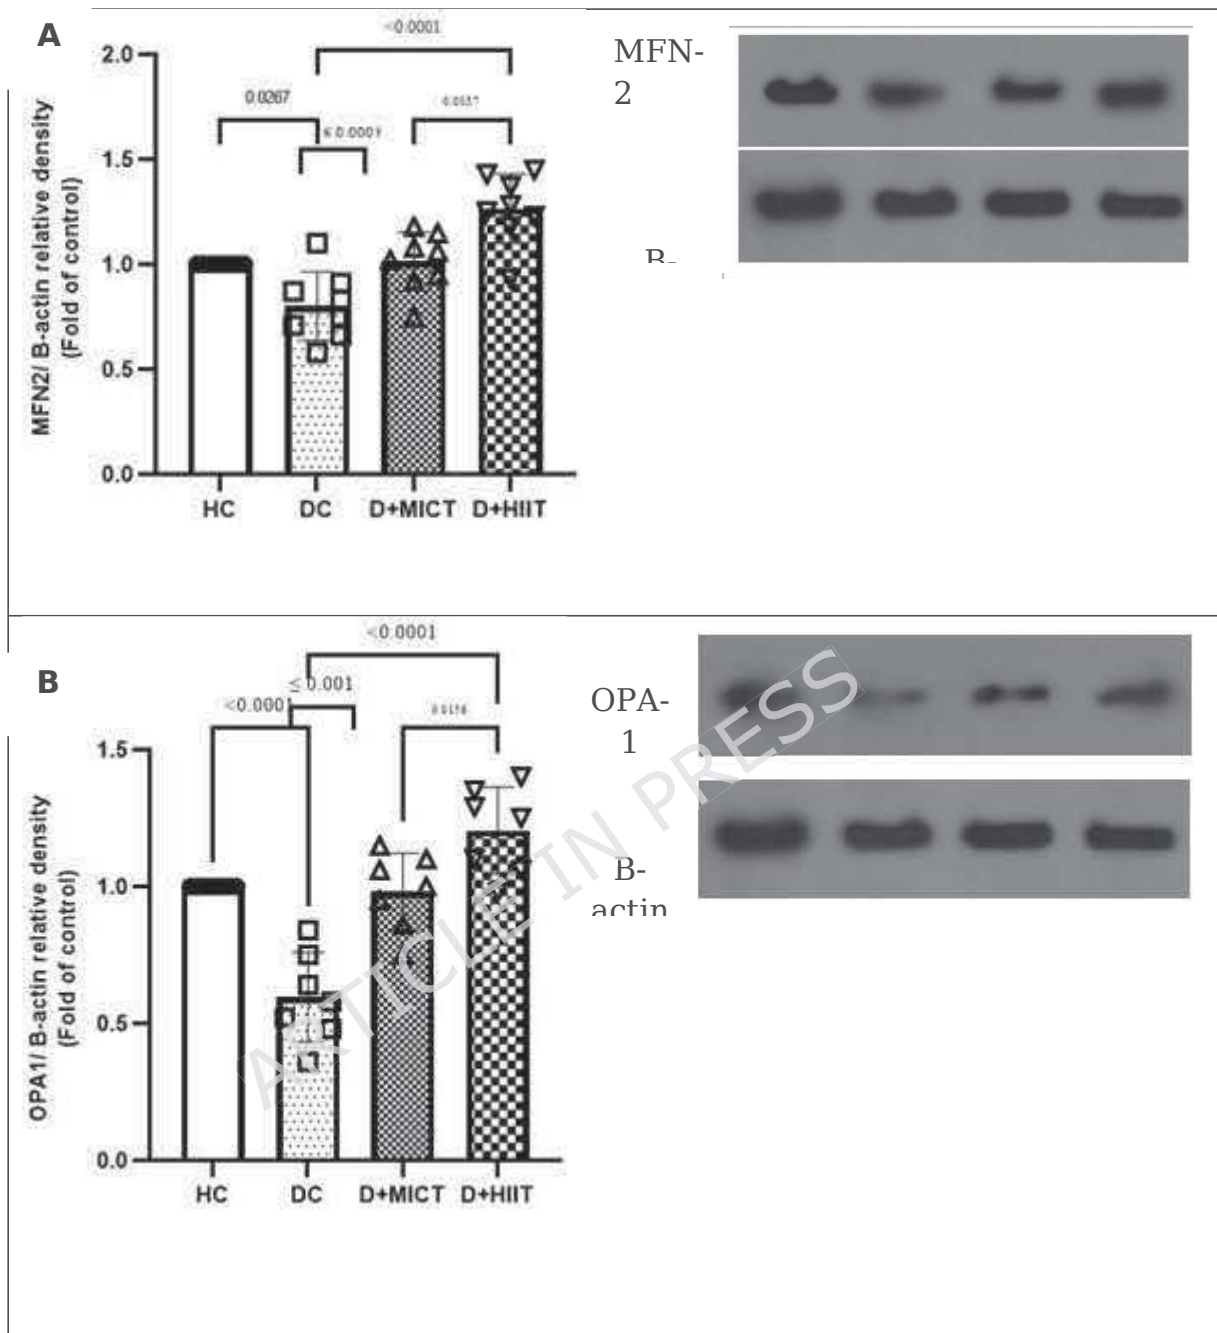 A
<0.0001
2.0
0.0267
≤ 0.0001
1.5
1.0
0.5
0.0
MFN2/ B-actin relative density
(Fold of control)
HC DC D+MICT D+HIIT
MFN-
2
B-
B
<0.0001
≤ 0.001
<0.0001
1.5
1.0
0.5
0.0
OPA1/ B-actin relative density
(Fold of control)
HC DC D+MICT D+HIIT
OPA-
1
B-
actin
ARTICLE IN PRESS